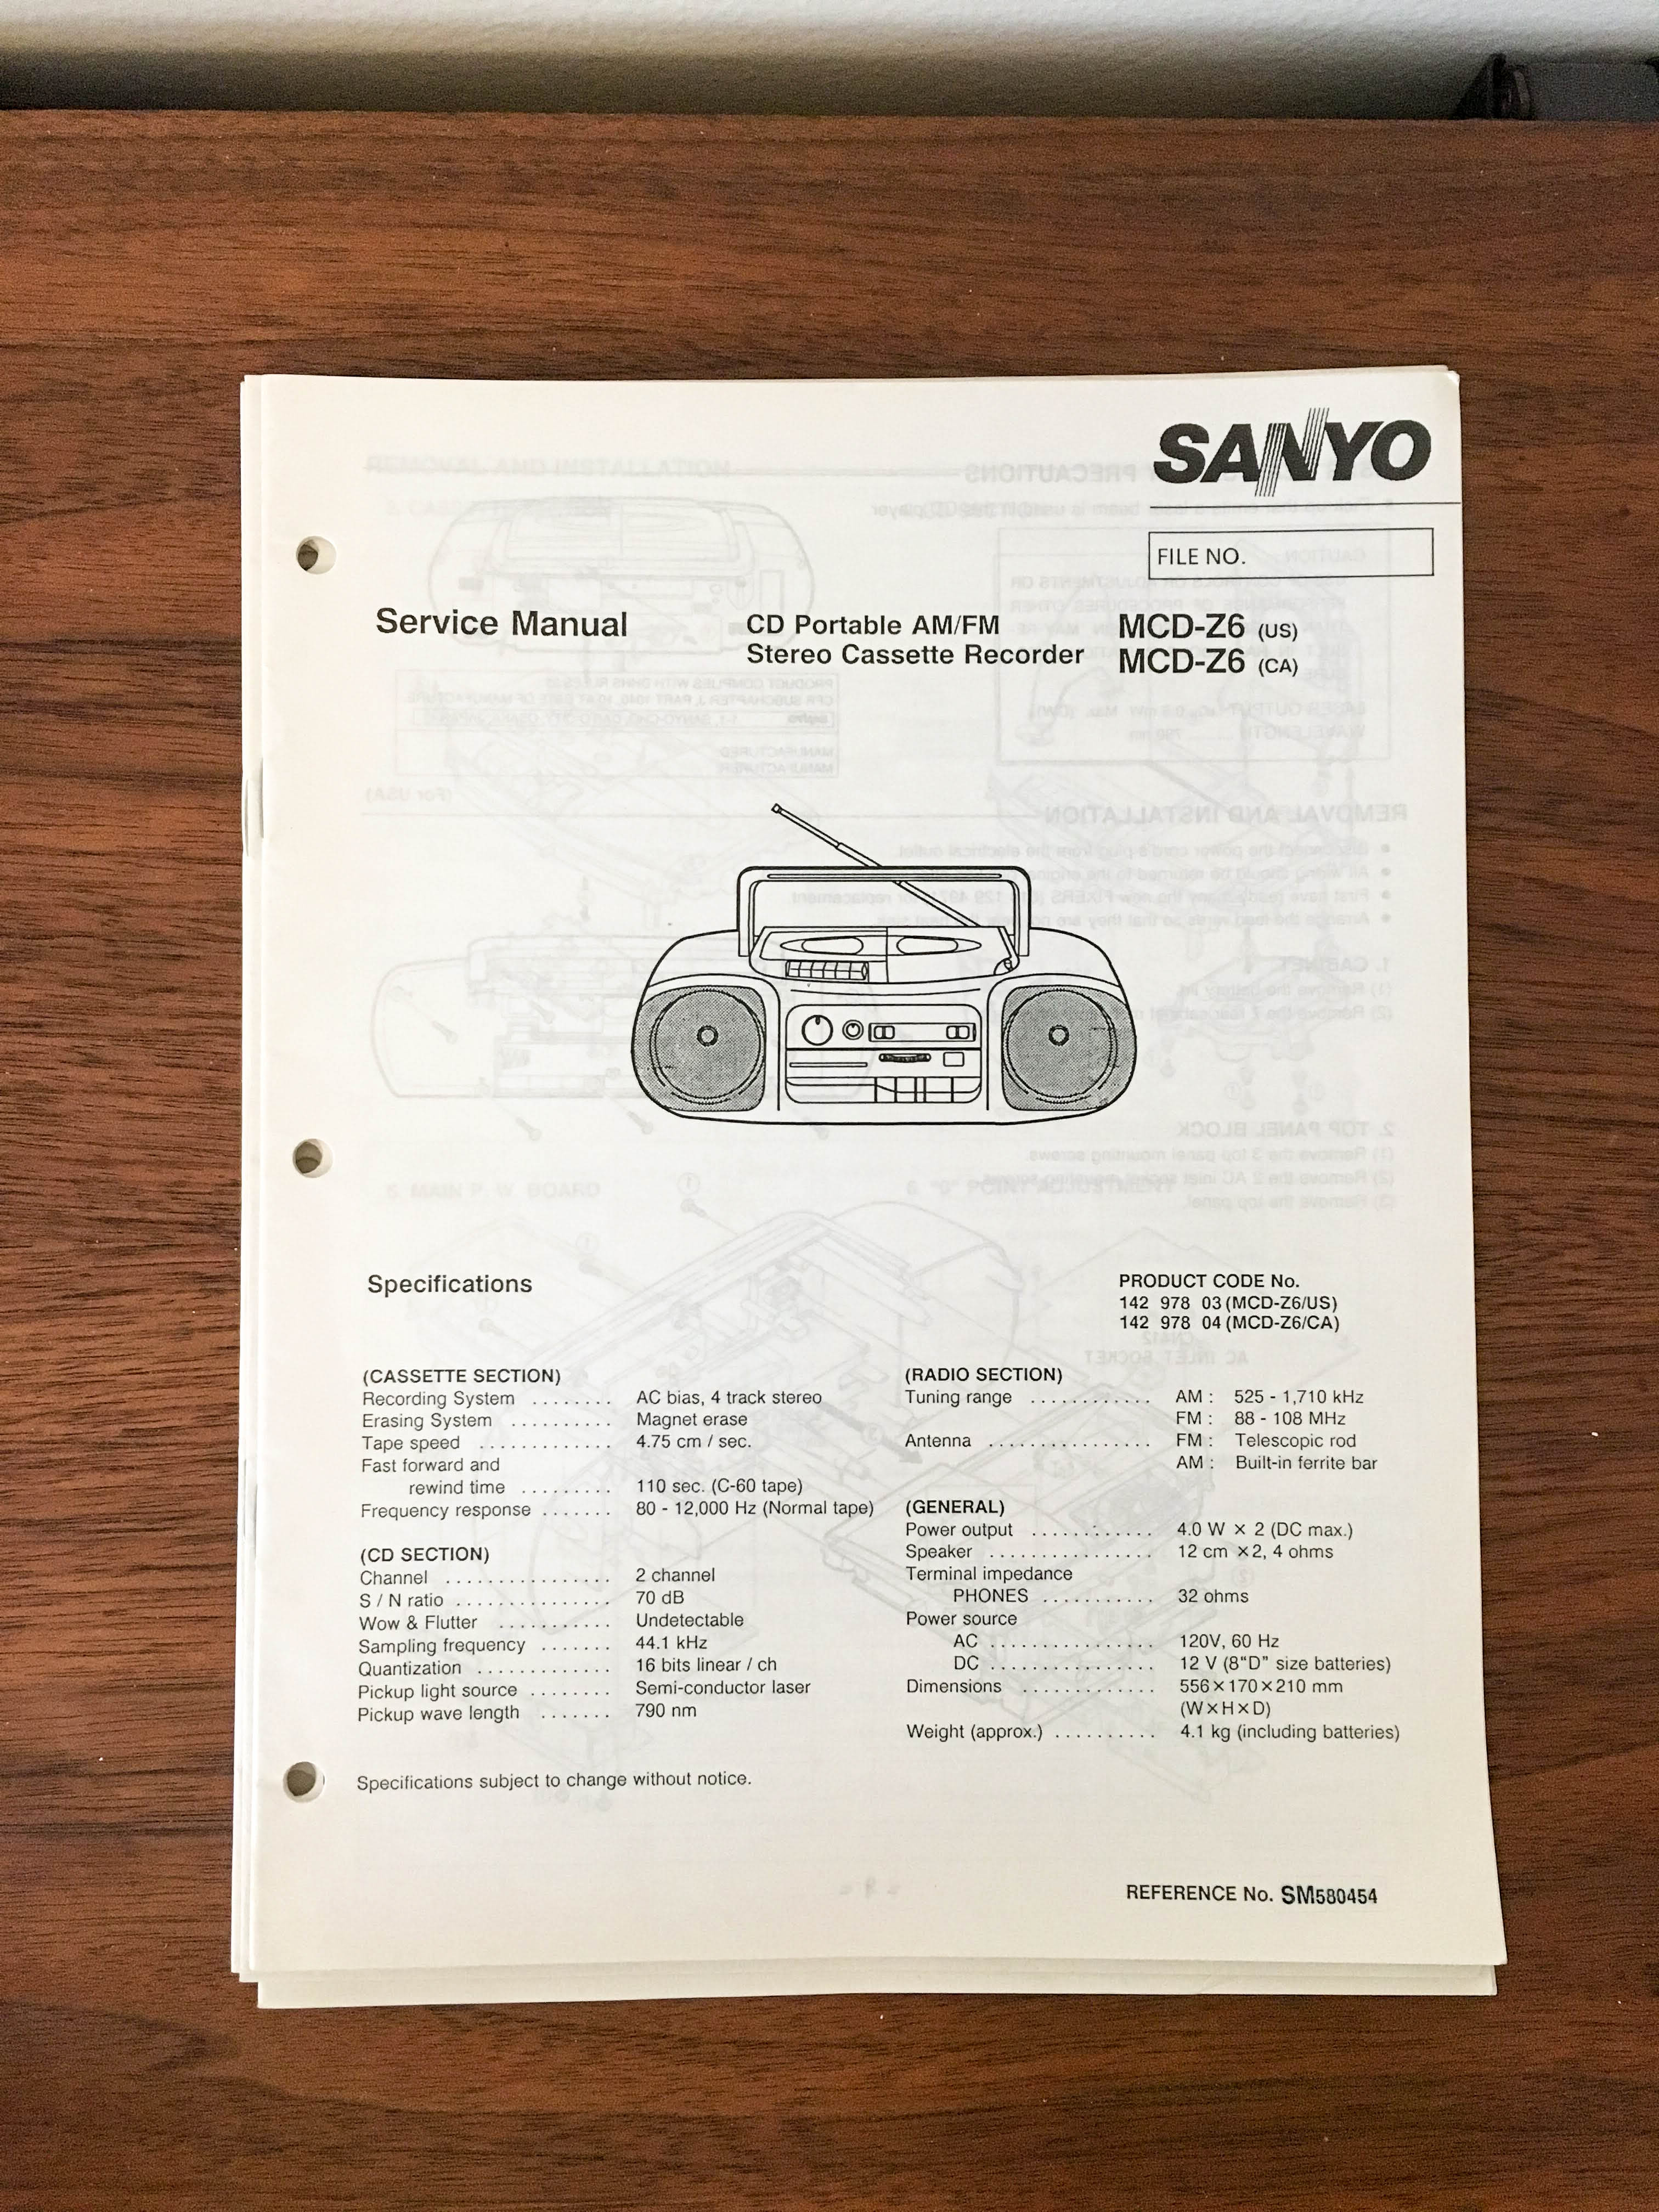 SANYO
FILE NO.
Service Manual
CD Portable AM/FM
Stereo Cassette Recorder
MCD-Z6 (US)
MCD-Z6 (CA)
Specifications
PRODUCT CODE No.
142 978 03 (MCD-Z6/US)
142 978 04 (MCD-Z6/CA)
(CASSETTE SECTION)
Recording System ........ AC bias, 4 track stereo
Erasing System .......... Magnet erase
Tape speed ............. 4.75 cm / sec.
Fast forward and
rewind time ......... 110 sec. (C-60 tape)
Frequency response ....... 80 - 12,000 Hz (Normal tape)
(CD SECTION)
Channel ................ 2 channel
S / N ratio ............... 70 dB
Wow & Flutter ........... Undetectable
Sampling frequency ....... 44.1 kHz
Quantization ............. 16 bits linear / ch
Pickup light source ........ Semi-conductor laser
Pickup wave length ....... 790 nm
(RADIO SECTION)
Tuning range ............ AM : 525 - 1,710 kHz
FM : 88 - 108 MHz
Antenna ................ FM : Telescopic rod
AM : Built-in ferrite bar
(GENERAL)
Power output ............ 4.0 W × 2 (DC max.)
Speaker ................ 12 cm ×2, 4 ohms
Terminal impedance
PHONES ........... 32 ohms
Power source
AC ................ 120V, 60 Hz
DC ................ 12 V (8“D” size batteries)
Dimensions ............. 556×170×210 mm
(W×H×D)
Weight (approx.) .......... 4.1 kg (including batteries)
Specifications subject to change without notice.
REFERENCE No. SM580454